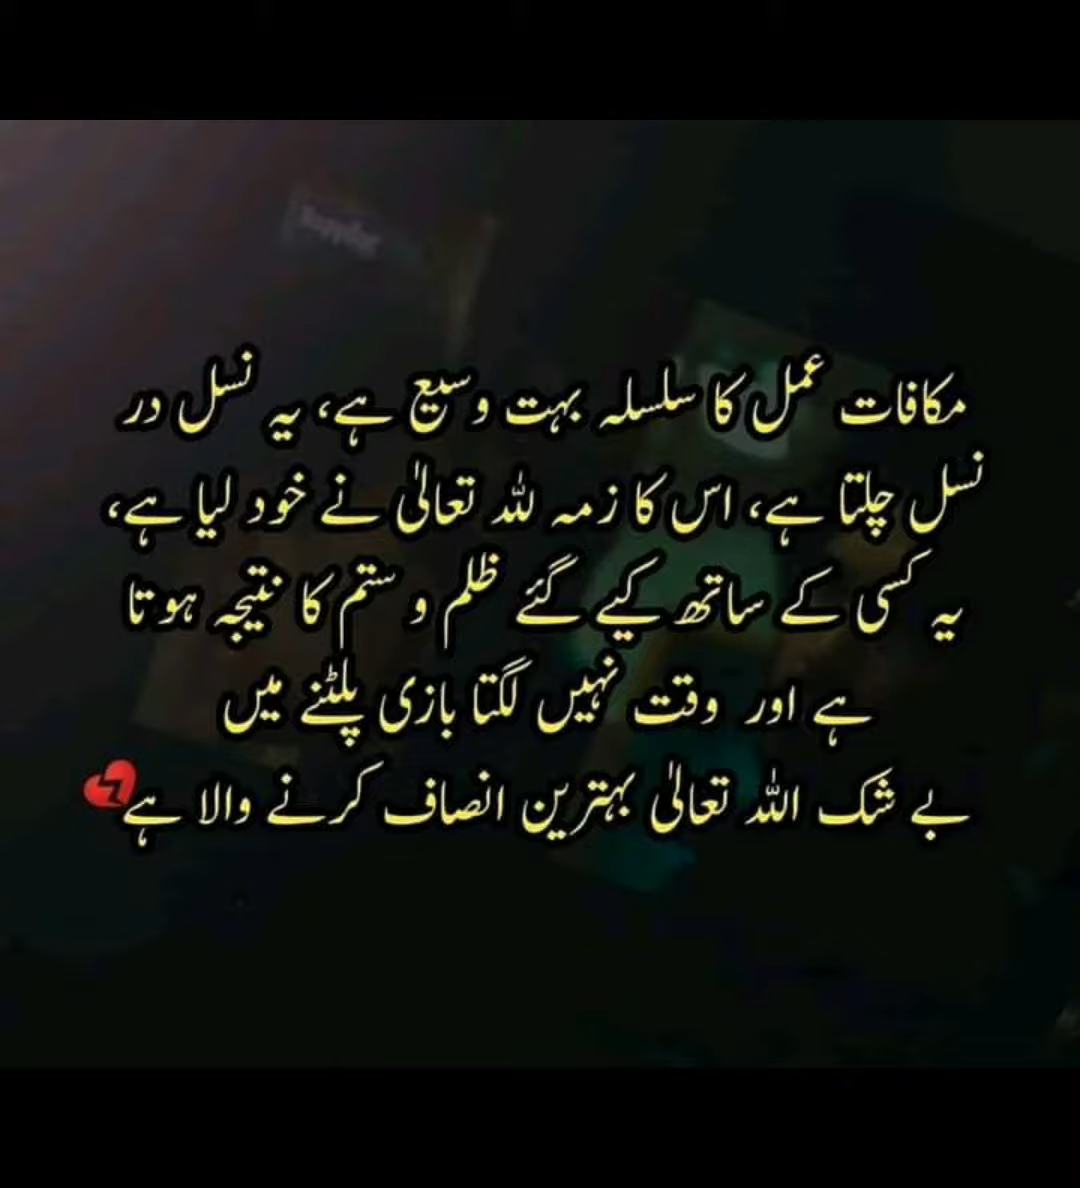 مکافات عمل کا سلسلہ بہت وسیع ہے، یہ نسل در
نسل چلتا ہے، اس کا زمہ للہ تعالیٰ نے خود لیا ہے،
یہ کسی کے ساتھ کیے گئے ظلم و ستم کا نتیجہ ہوتا
ہے اور وقت نہیں لگتا بازی پلٹنے میں
بے شک اللہ تعالیٰ بہترین انصاف کرنے والا ہے💔